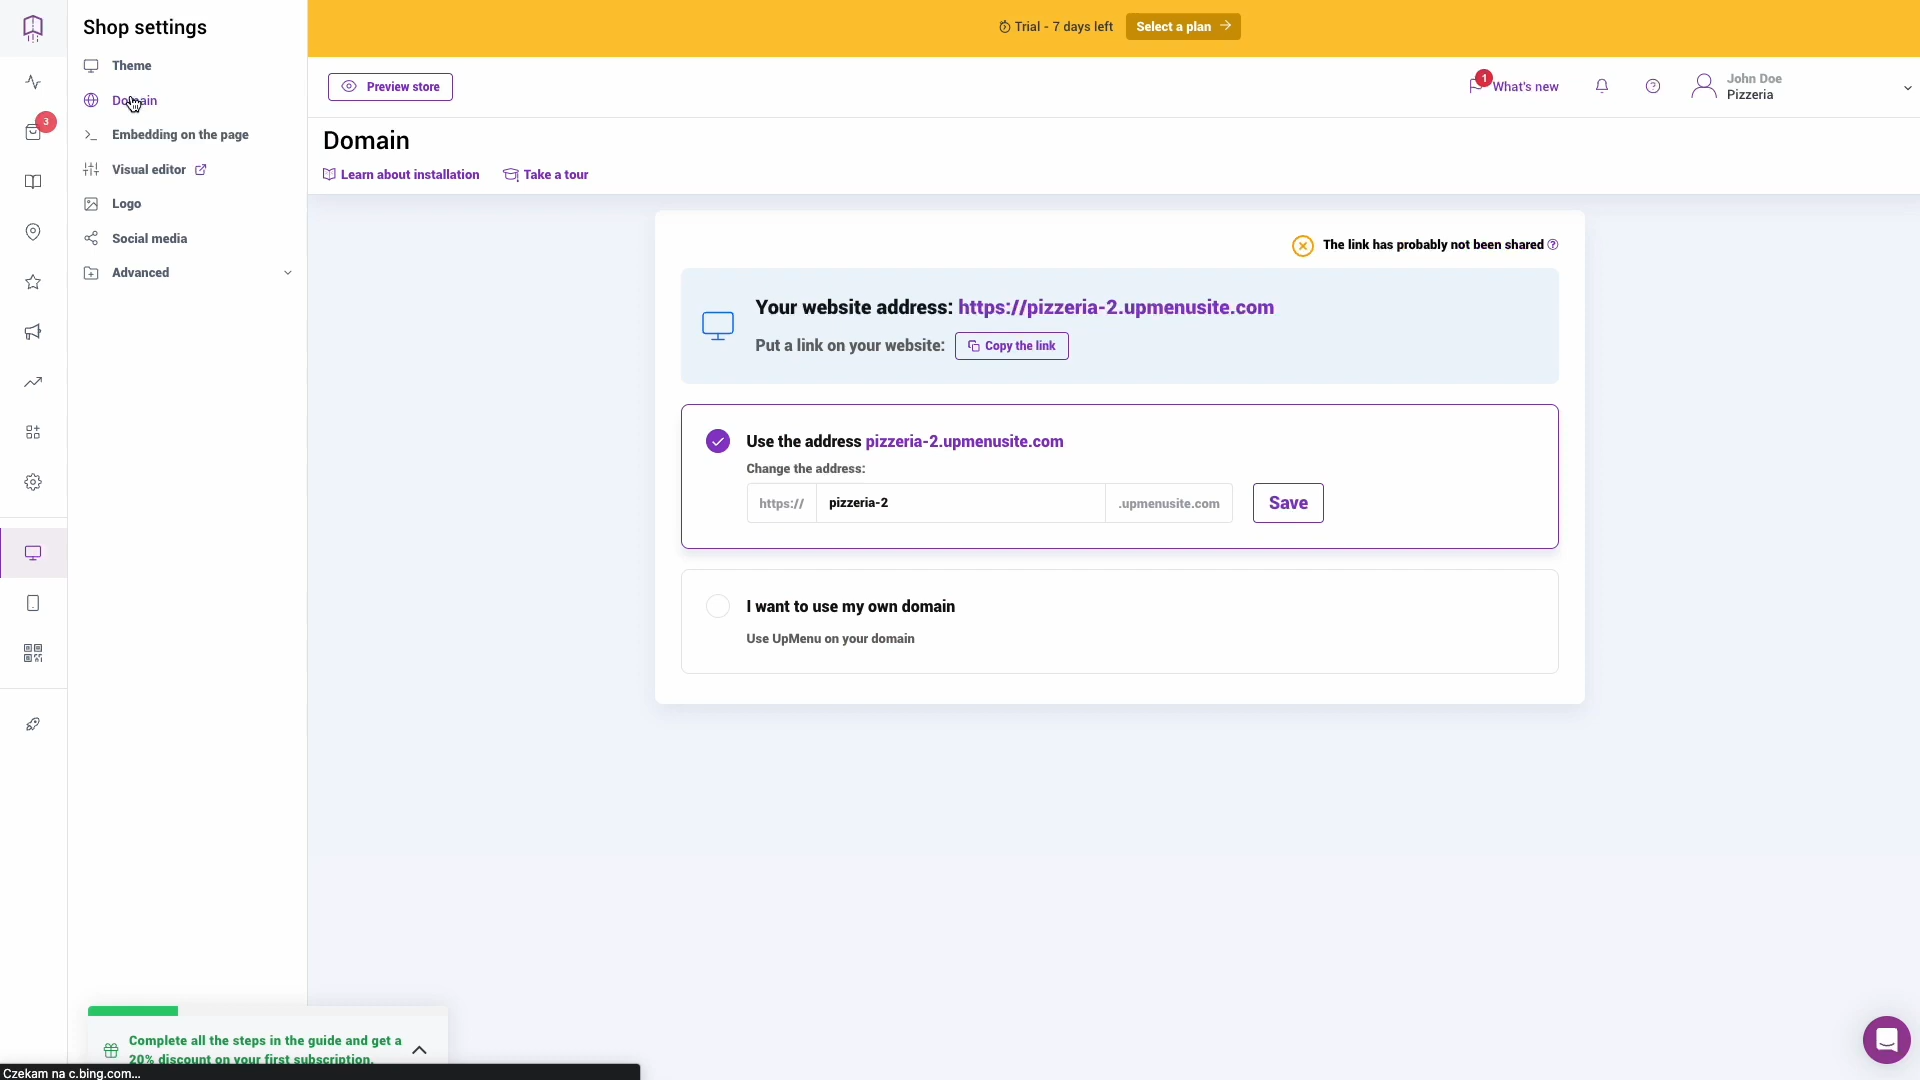 Shop settings
Theme
Domain
Embedding on the page
Visual editor
Logo
Social media
Advanced
3
Trial - 7 days left
Select a plan
Preview store
1
What's new
John Doe
Pizzeria
Domain
Learn about installation
Take a tour
The link has probably not been shared
Your website address: https://pizzeria-2.upmenusite.com
Put a link on your website:
Copy the link
Use the address pizzeria-2.upmenusite.com
Change the address:
https://
pizzeria-2
.upmenusite.com
Save
I want to use my own domain
Use UpMenu on your domain
Complete all the steps in the guide and get a
20% discount on your first subscription.
Czekam na c.bing.com...